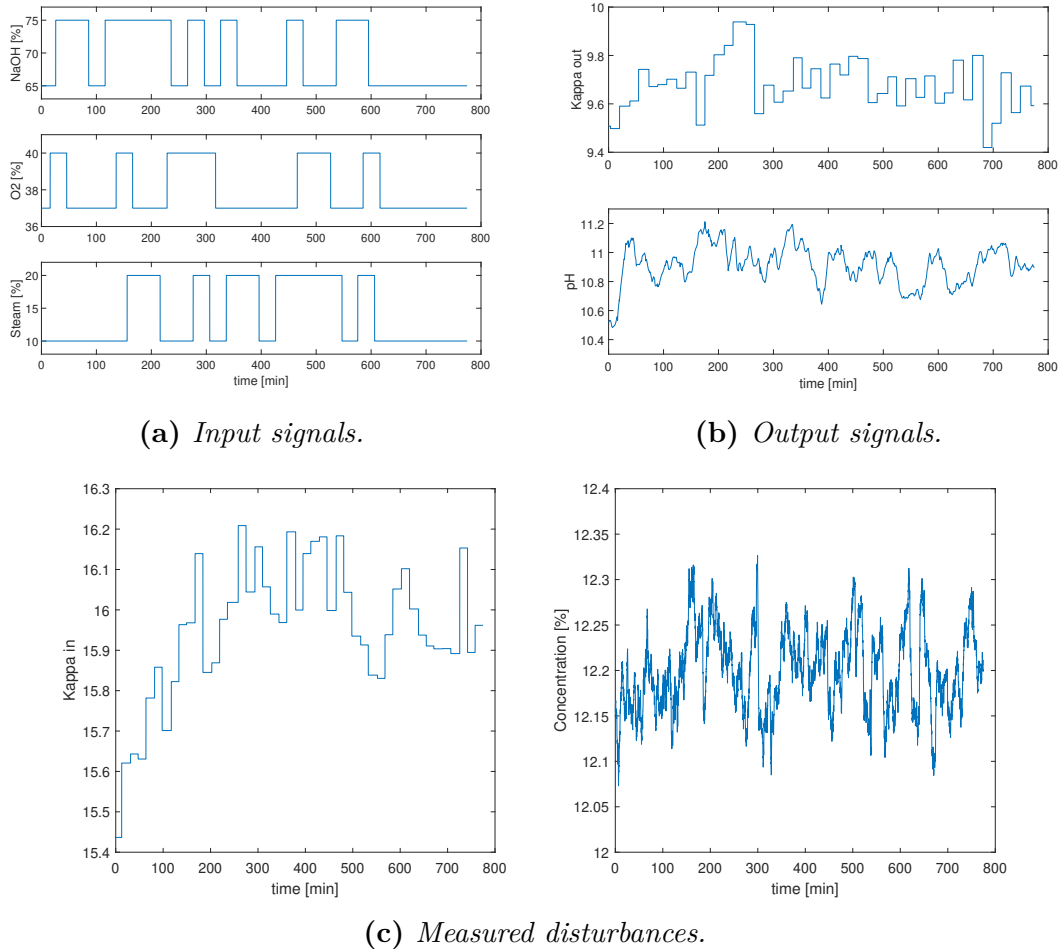 NaOH [%]
75
70
65
0 100 200 300 400 500 600 700 800
O2 [%]
40
38
36
0 100 200 300 400 500 600 700 800
Steam [%]
20
15
10
0 100 200 300 400 500 600 700 800
time [min]
(a) Input signals.
Kappa out
10
9.8
9.6
9.4
0 100 200 300 400 500 600 700 800
pH
11.2
11
10.8
10.6
10.4
0 100 200 300 400 500 600 700 800
time [min]
(b) Output signals.
Kappa in
16.3
16.2
16.1
16
15.9
15.8
15.7
15.6
15.5
15.4
0 100 200 300 400 500 600 700 800
time [min]
Concentration [%]
12.4
12.35
12.3
12.25
12.2
12.15
12.1
12.05
12
0 100 200 300 400 500 600 700 800
time [min]
(c) Measured disturbances.